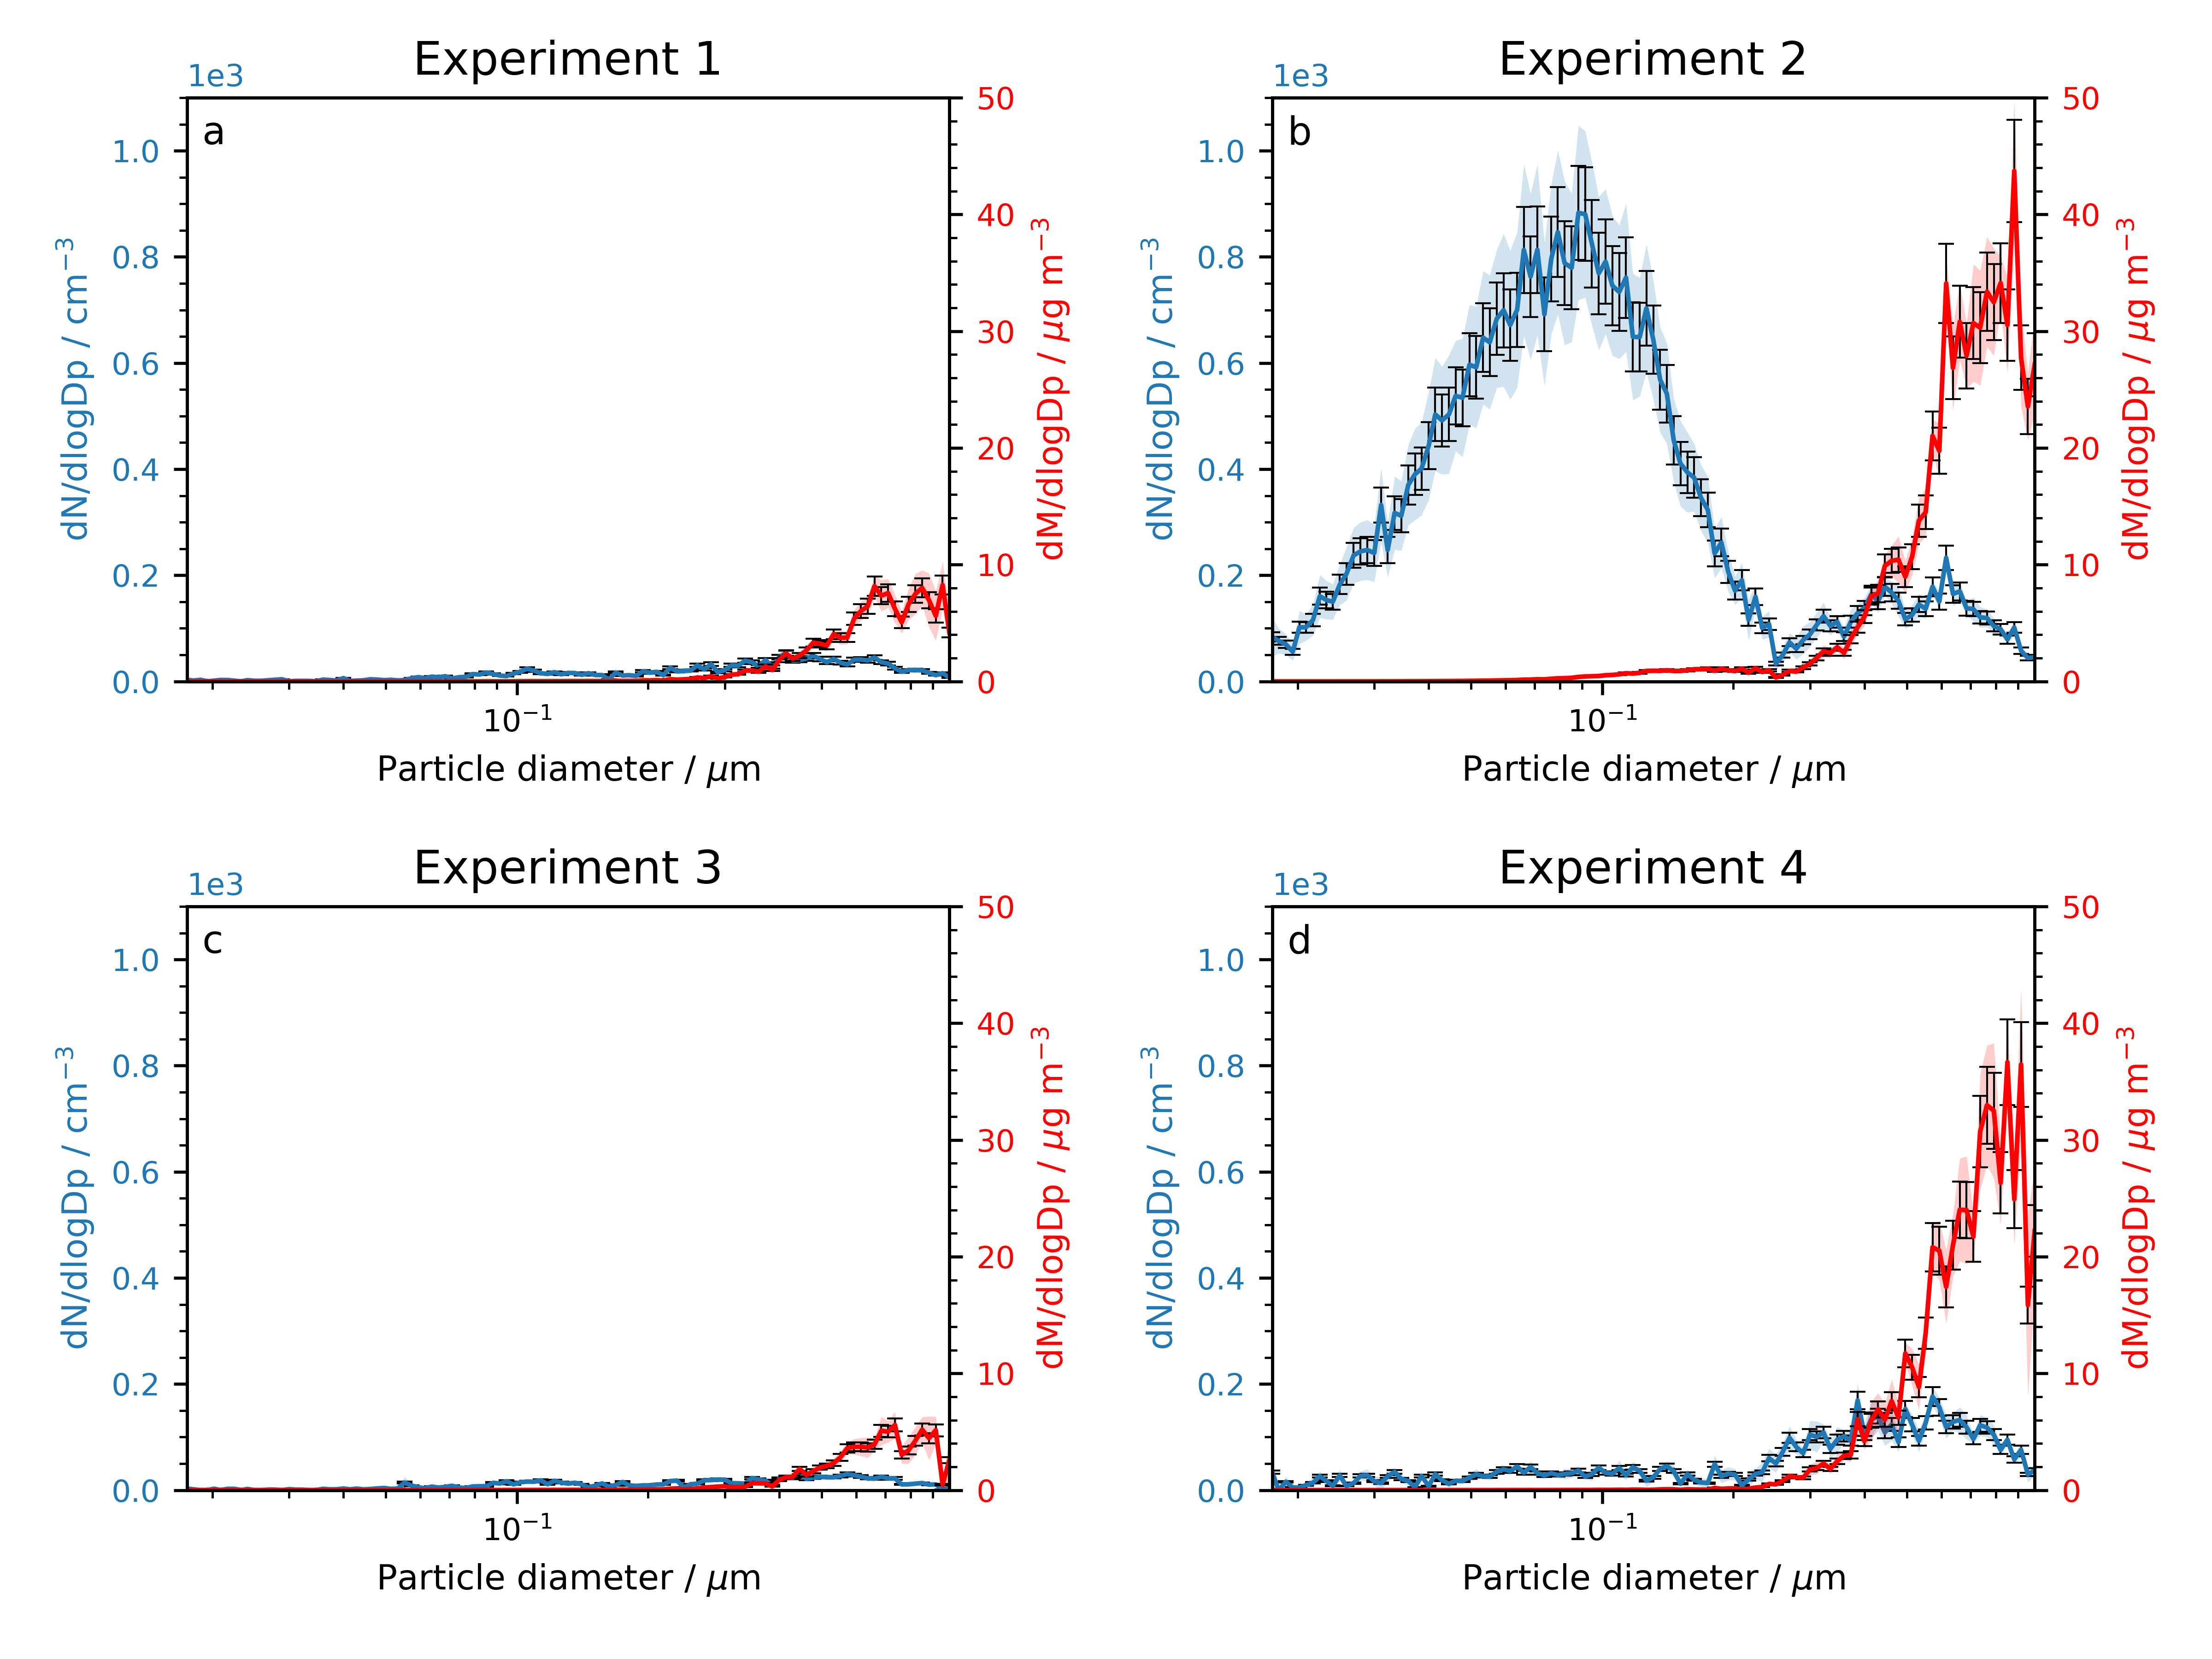 Experiment 1
1e3
a
1.0
0.8
0.6
0.4
0.2
0.0
dN/dlogDp / cm⁻³
50
40
30
20
10
0
dM/dlogDp / μg m⁻³
10⁻¹
Particle diameter / μm
Experiment 2
1e3
b
1.0
0.8
0.6
0.4
0.2
0.0
dN/dlogDp / cm⁻³
50
40
30
20
10
0
dM/dlogDp / μg m⁻³
10⁻¹
Particle diameter / μm
Experiment 3
1e3
c
1.0
0.8
0.6
0.4
0.2
0.0
dN/dlogDp / cm⁻³
50
40
30
20
10
0
dM/dlogDp / μg m⁻³
10⁻¹
Particle diameter / μm
Experiment 4
1e3
d
1.0
0.8
0.6
0.4
0.2
0.0
dN/dlogDp / cm⁻³
50
40
30
20
10
0
dM/dlogDp / μg m⁻³
10⁻¹
Particle diameter / μm